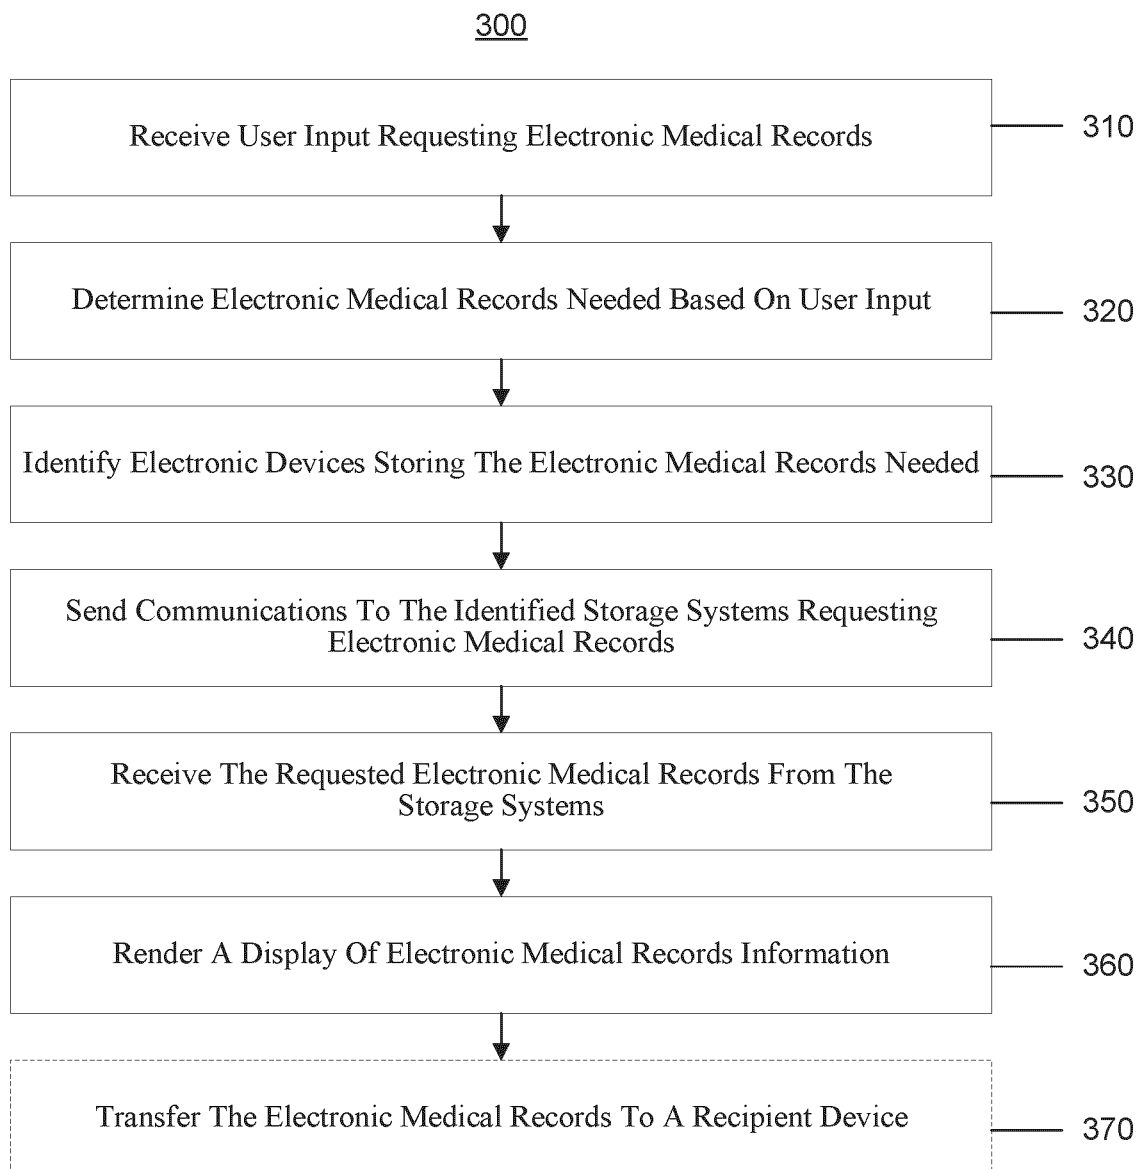 300
Receive User Input Requesting Electronic Medical Records
310
Determine Electronic Medical Records Needed Based On User Input
320
Identify Electronic Devices Storing The Electronic Medical Records Needed
330
Send Communications To The Identified Storage Systems Requesting
Electronic Medical Records
340
Receive The Requested Electronic Medical Records From The
Storage Systems
350
Render A Display Of Electronic Medical Records Information
360
Transfer The Electronic Medical Records To A Recipient Device
370